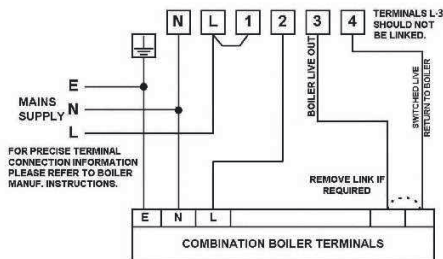 N L 1 2 3 4
TERMINALS L-3
SHOULD NOT
BE LINKED.
BOILER LIVE OUT
SWITCHED LIVE
RETURN TO BOILER
E
MAINS
SUPPLY
N
L
FOR PRECISE TERMINAL
CONNECTION INFORMATION
PLEASE REFER TO BOILER
MANUF. INSTRUCTIONS.
REMOVE LINK IF
REQUIRED
E N L
COMBINATION BOILER TERMINALS